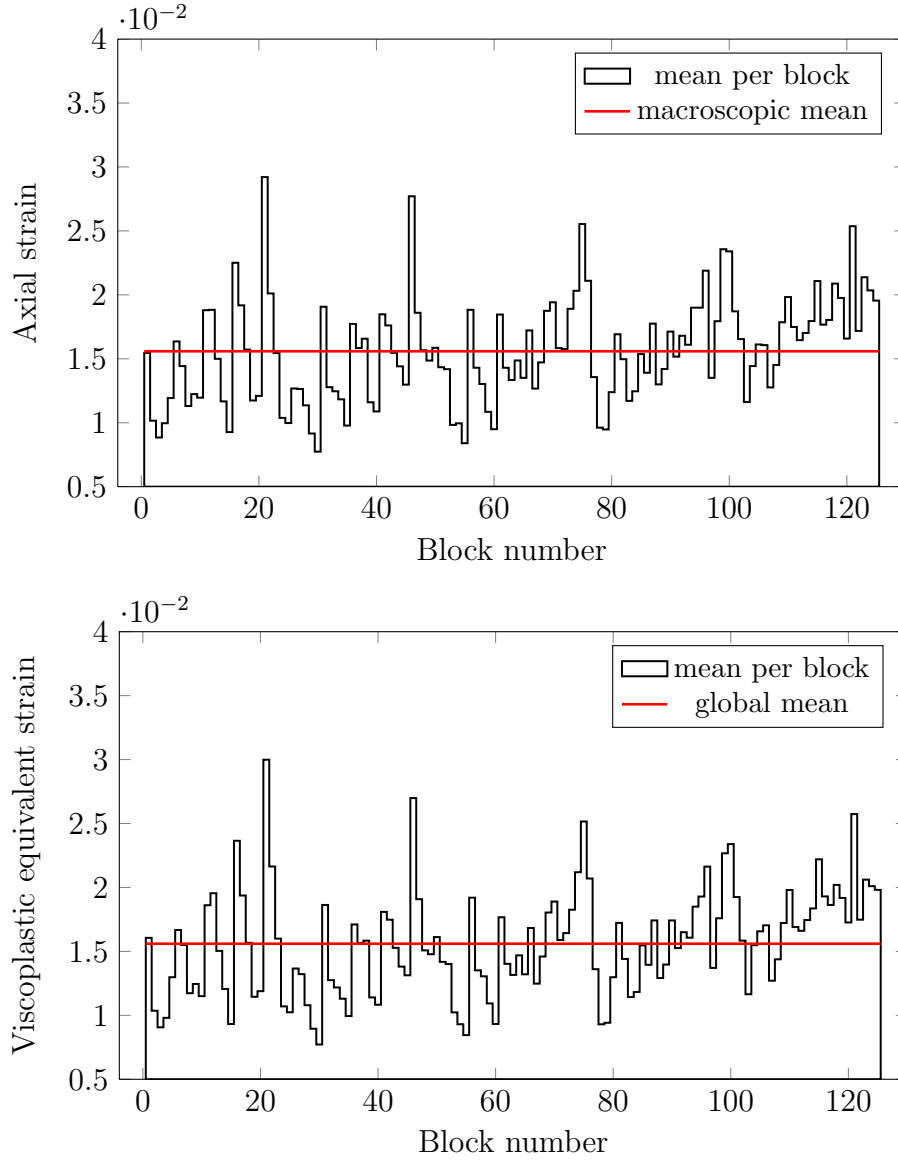 ·10−2
4
3.5
3
2.5
2
1.5
1
0.5
Axial strain
mean per block
macroscopic mean
0 20 40 60 80 100 120
Block number
·10−2
4
3.5
3
2.5
2
1.5
1
0.5
Viscoplastic equivalent strain
mean per block
global mean
0 20 40 60 80 100 120
Block number